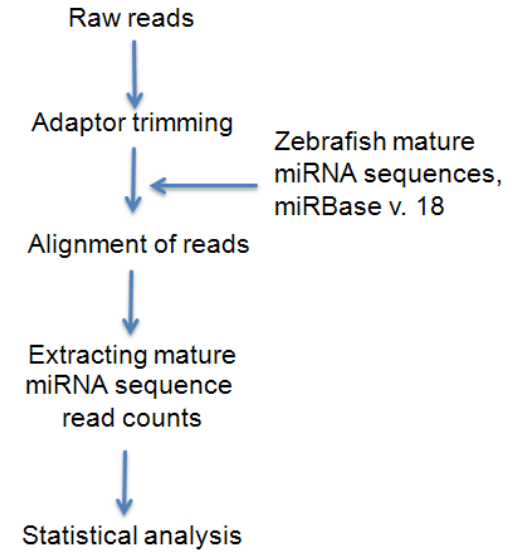 Raw reads
Adaptor trimming
Zebrafish mature
miRNA sequences,
miRBase v. 18
Alignment of reads
Extracting mature
miRNA sequence
read counts
Statistical analysis